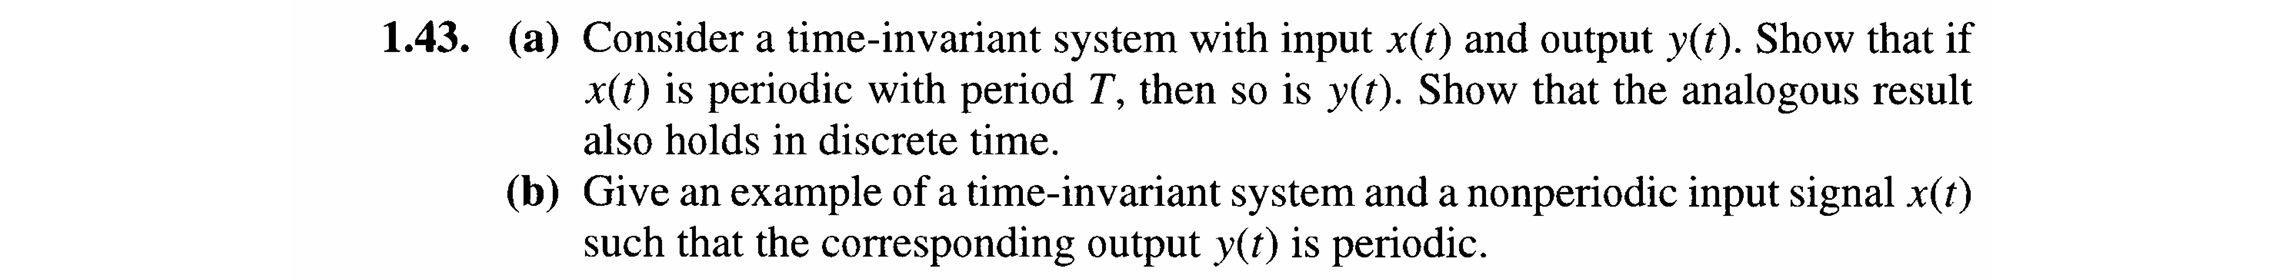 1.43. (a) Consider a time-invariant system with input x(t) and output y(t). Show that if
x(t) is periodic with period T, then so is y(t). Show that the analogous result
also holds in discrete time.
(b) Give an example of a time-invariant system and a nonperiodic input signal x(t)
such that the corresponding output y(t) is periodic.